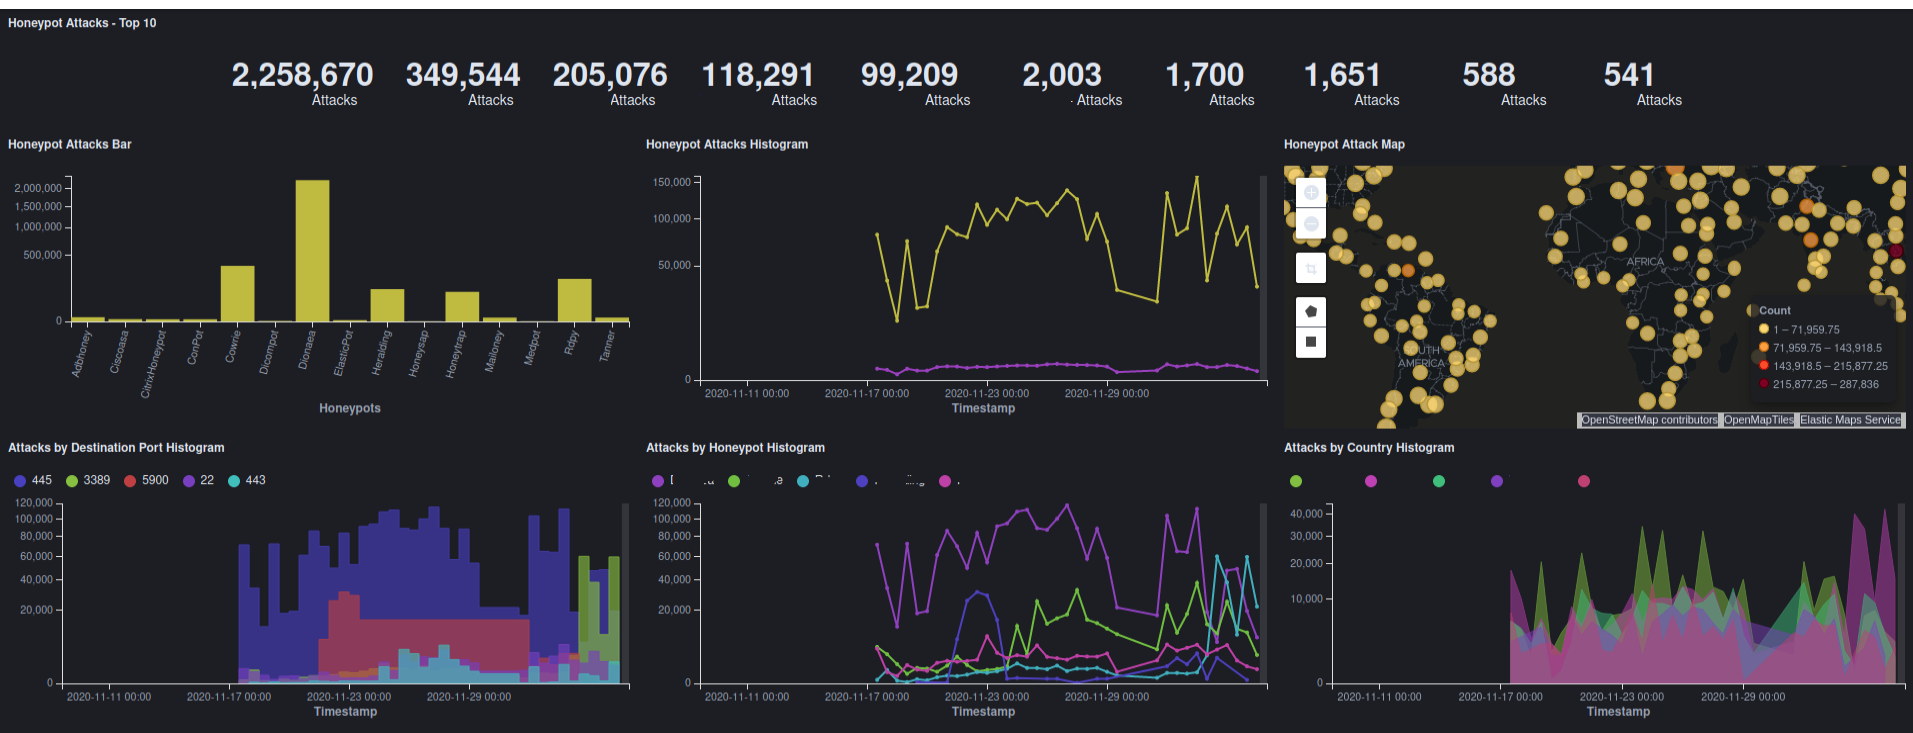 Honeypot Attacks - Top 10
2,258,670 349,544 205,076 118,291 99,209 2,003 1,700 1,651 588 541
Attacks Attacks Attacks Attacks Attacks Attacks Attacks Attacks Attacks Attacks
Honeypot Attacks Bar
2,000,000
1,500,000
1,000,000
500,000
0
Adbhoney
Ciscoasa
CitrixHoneypot
ConPot
Cowrie
Dicompot
Dionaea
ElasticPot
Heralding
Honeysap
Honeytrap
Mailoney
Medpot
Rdpy
Tanner
Honeypots
Honeypot Attacks Histogram
150,000
100,000
50,000
0
2020-11-11 00:00 2020-11-17 00:00 2020-11-23 00:00 2020-11-29 00:00
Timestamp
Honeypot Attack Map
AFRICA
SOUTH
AMERICA
Count
1 – 71,959.75
71,959.75 – 143,918.5
143,918.5 – 215,877.25
215,877.25 – 287,836
OpenStreetMap contributors OpenMapTiles Elastic Maps Service
Attacks by Destination Port Histogram
445 3389 5900 22 443
120,000
100,000
80,000
60,000
40,000
20,000
0
2020-11-11 00:00 2020-11-17 00:00 2020-11-23 00:00 2020-11-29 00:00
Timestamp
Attacks by Honeypot Histogram
120,000
100,000
80,000
60,000
40,000
20,000
0
2020-11-11 00:00 2020-11-17 00:00 2020-11-23 00:00 2020-11-29 00:00
Timestamp
Attacks by Country Histogram
40,000
30,000
20,000
10,000
0
2020-11-11 00:00 2020-11-17 00:00 2020-11-23 00:00 2020-11-29 00:00
Timestamp